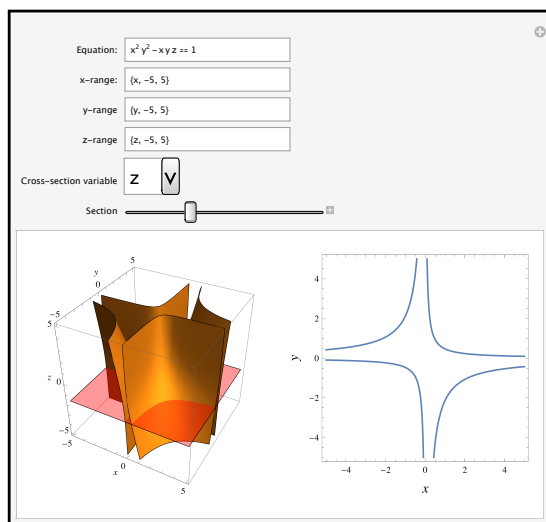 Equation: x² y² – x y z == 1
x-range: {x, -5, 5}
y-range {y, -5, 5}
z-range {z, -5, 5}
Cross-section variable z
Section
5
y
0
-5
5
z
0
-5
-5
0
x
5
4
2
0
-2
-4
y
-4 -2 0 2 4
x